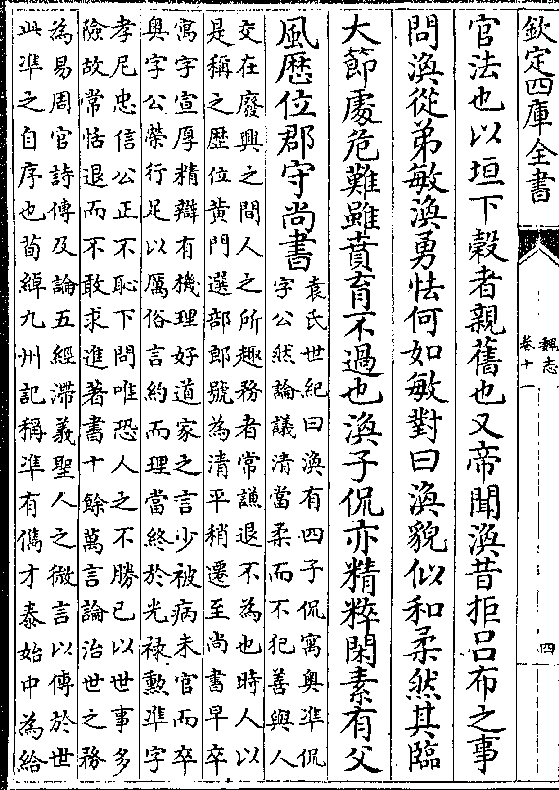 欽定四庫全書
魏志
卷十一
四
官法也以垣下穀者親舊也又帝聞渙昔拒呂布之事
問渙從弟敏渙勇怯何如敏對曰渙貌似和柔然其臨
大節處危難雖賁育不過也渙子侃亦精粹閑素有父
風歴位郡守尚書
袁氏世紀曰渙有四子侃㝢奥凖侃
字公然論議清當柔而不犯善與人
交在廢興之間人之所趣務者常謙退不為也時人以
是稱之歴位黄門選部郎號為清平稍遷至尚書早卒
㝢字宣厚精辯有機理好道家之言少被病未官而卒
奥字公榮行足以厲俗言約而理當終於光禄勲凖字
孝尼忠信公正不恥下問唯恐人之不勝已以世事多
險故常恬退而不敢求進著書十餘萬言論治世之務
為易周官詩傳及論五經滯義聖人之微言以傳於世
此凖之自序也荀綽九州記稱凖有儁才泰始中為給